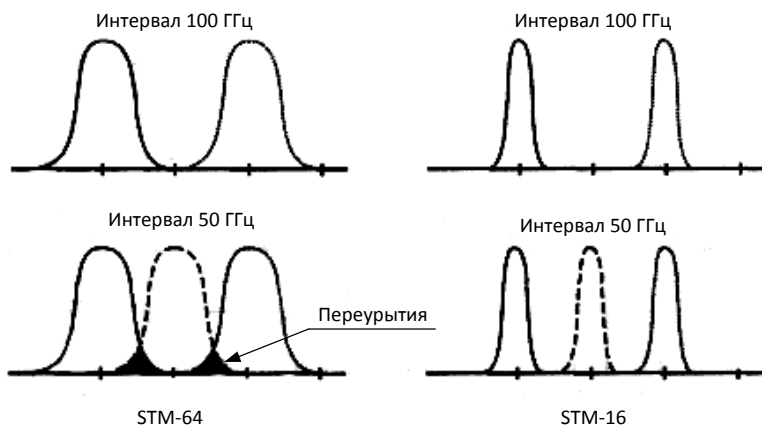 Интервал 100 ГГц
Интервал 100 ГГц
Интервал 50 ГГц
Интервал 50 ГГц
Переурытия
STM-64
STM-16